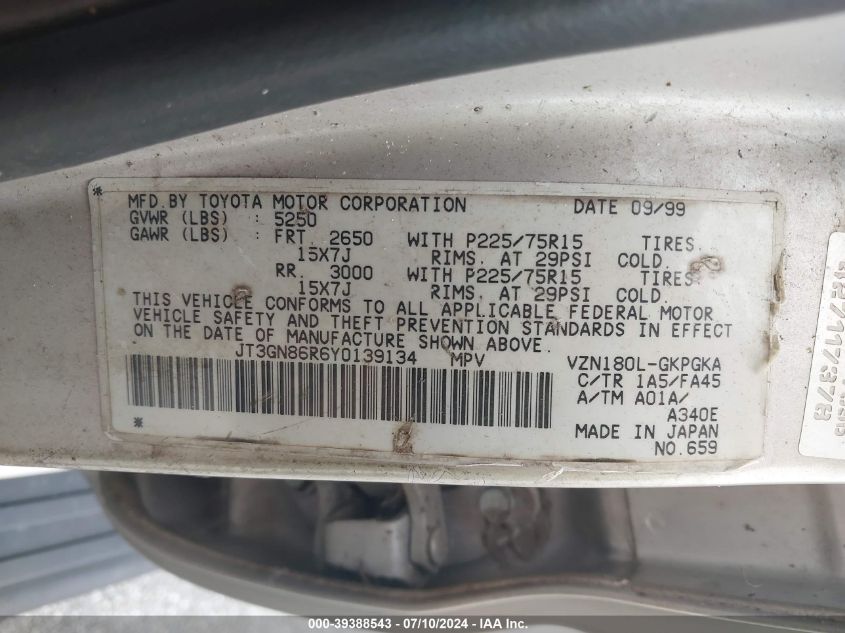 MFD.BY TOYOTA MOTOR CORPORATION DATE 09/99
GVWR (LBS) : 5250
GAWR (LBS) : FRT. 2650 WITH P225/75R15 TIRES.
15X7J RIMS. AT 29PSI COLD.
RR. 3000 WITH P225/75R15 TIRES.
15X7J RIMS. AT 29PSI COLD.
THIS VEHICLE CONFORMS TO ALL APPLICABLE FEDERAL MOTOR
VEHICLE SAFETY AND THEFT PREVENTION STANDARDS IN EFFECT
ON THE DATE OF MANUFACTURE SHOWN ABOVE.
JT3GN86R6Y0139134 MPV VZN180L-GKPGKA
C/TR 1A5/FA45
A/TM A01A/
A340E
MADE IN JAPAN
NO.659
000-39388543 - 07/10/2024 - IAA Inc.